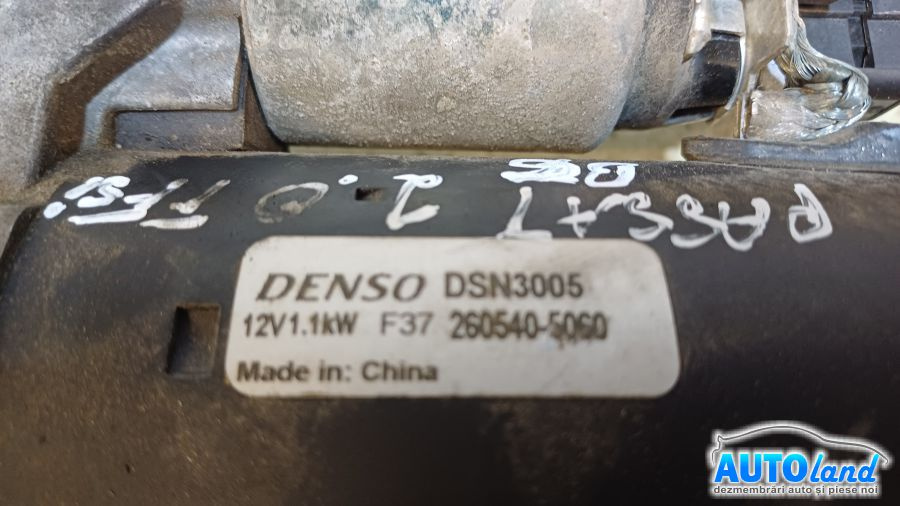 PASSAT 2.0 TFSI
DENSO DSN3005
12V1.1kW F37 260540-5060
Made in: China
AUTOland
dezmembrări auto și piese noi